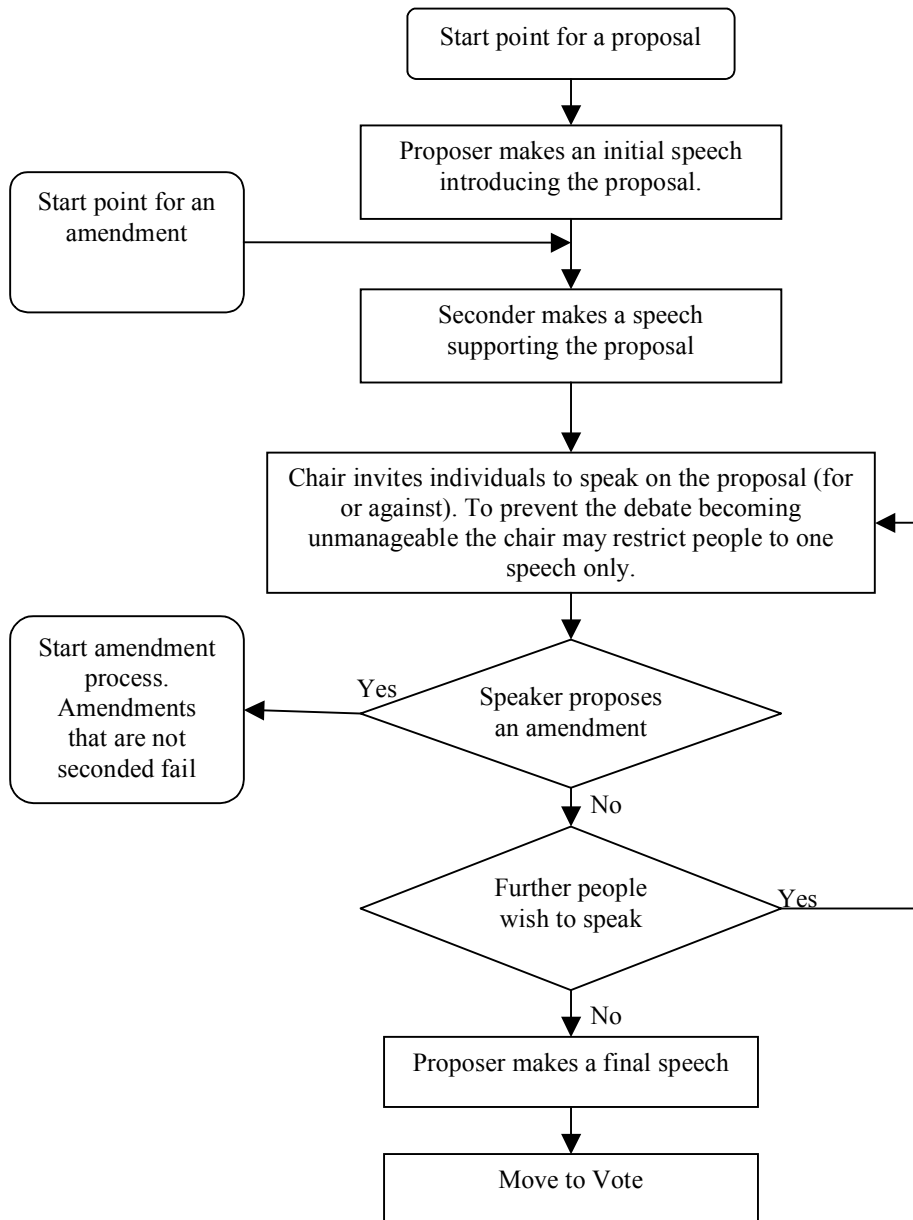 Start point for a proposal
Proposer makes an initial speech
introducing the proposal.
Start point for an
amendment
Seconder makes a speech
supporting the proposal
Chair invites individuals to speak on the proposal (for
or against). To prevent the debate becoming
unmanageable the chair may restrict people to one
speech only.
Start amendment
process.
Amendments
that are not
seconded fail
Yes
Speaker proposes
an amendment
No
Further people
wish to speak
Yes
No
Proposer makes a final speech
Move to Vote